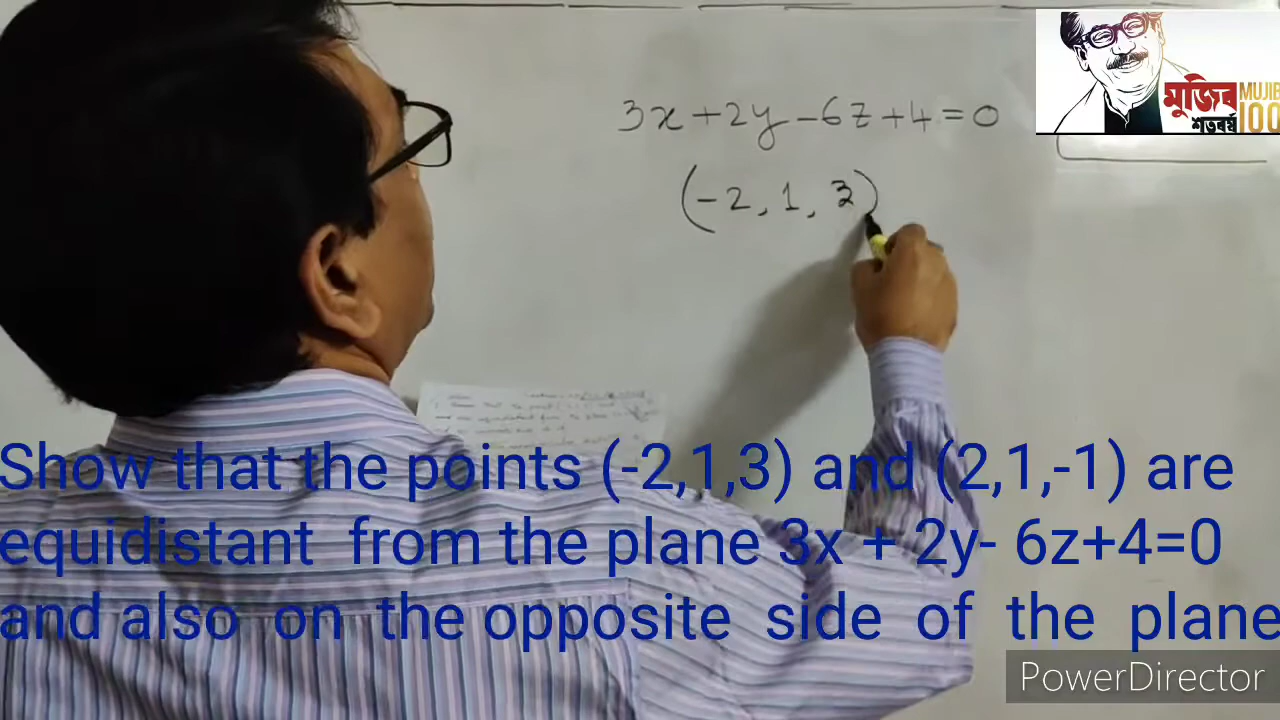 3x+2y-6z+4=0
(-2, 1, 3)
মুজিব MUJIB
শতবর্ষ 100
Show that the points (-2,1,3) and (2,1,-1) are
equidistant from the plane 3x + 2y- 6z+4=0
and also on the opposite side of the plane
PowerDirector